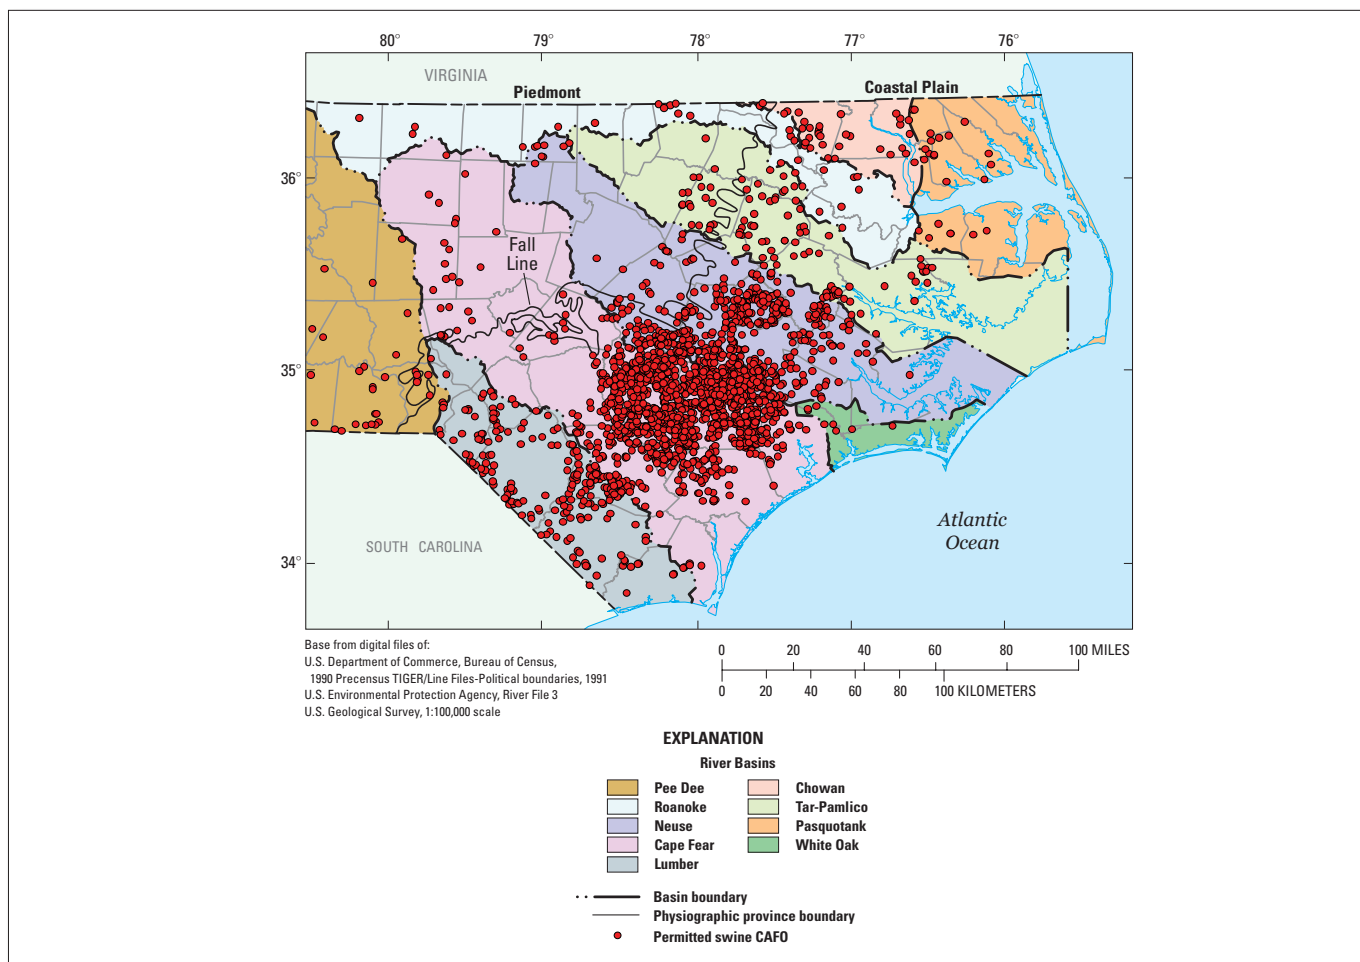 80°
79°
78°
77°
76°
VIRGINIA
Piedmont
Coastal Plain
36°
Fall
Line
35°
Atlantic
Ocean
SOUTH CAROLINA
34°
Base from digital files of:
U.S. Department of Commerce, Bureau of Census,
1990 Precensus TIGER/Line Files-Political boundaries, 1991
U.S. Environmental Protection Agency, River File 3
U.S. Geological Survey, 1:100,000 scale
0 20 40 60 80 100 MILES
0 20 40 60 80 100 KILOMETERS
EXPLANATION
River Basins
Pee Dee
Roanoke
Neuse
Cape Fear
Lumber
Chowan
Tar-Pamlico
Pasquotank
White Oak
Basin boundary
Physiographic province boundary
Permitted swine CAFO